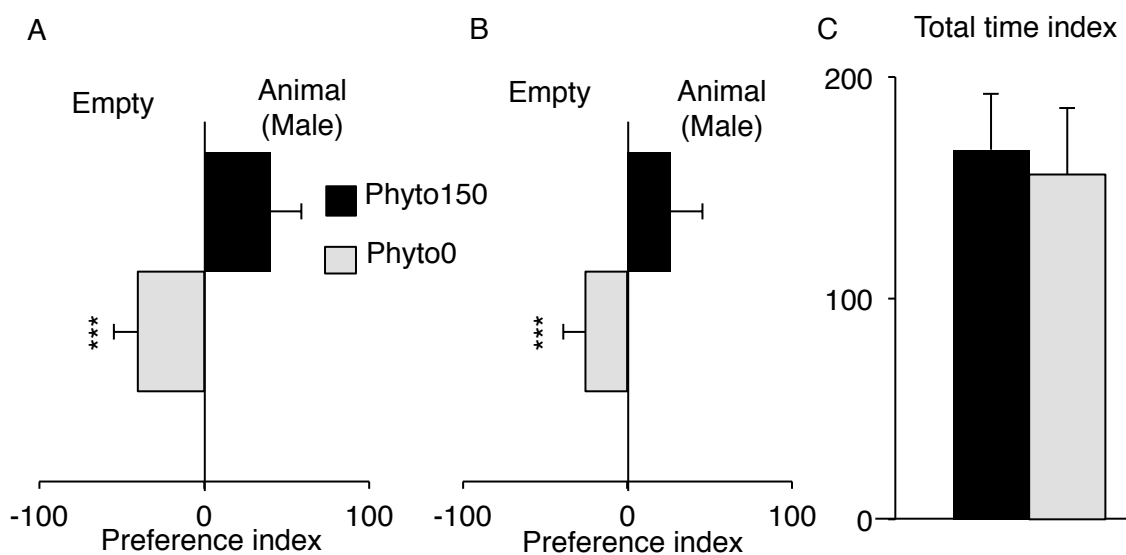 A
Empty
Animal
(Male)
Phyto150
Phyto0
***
-100
0
100
Preference index
B
Empty
Animal
(Male)
***
-100
0
100
Preference index
C
Total time index
200
100
0